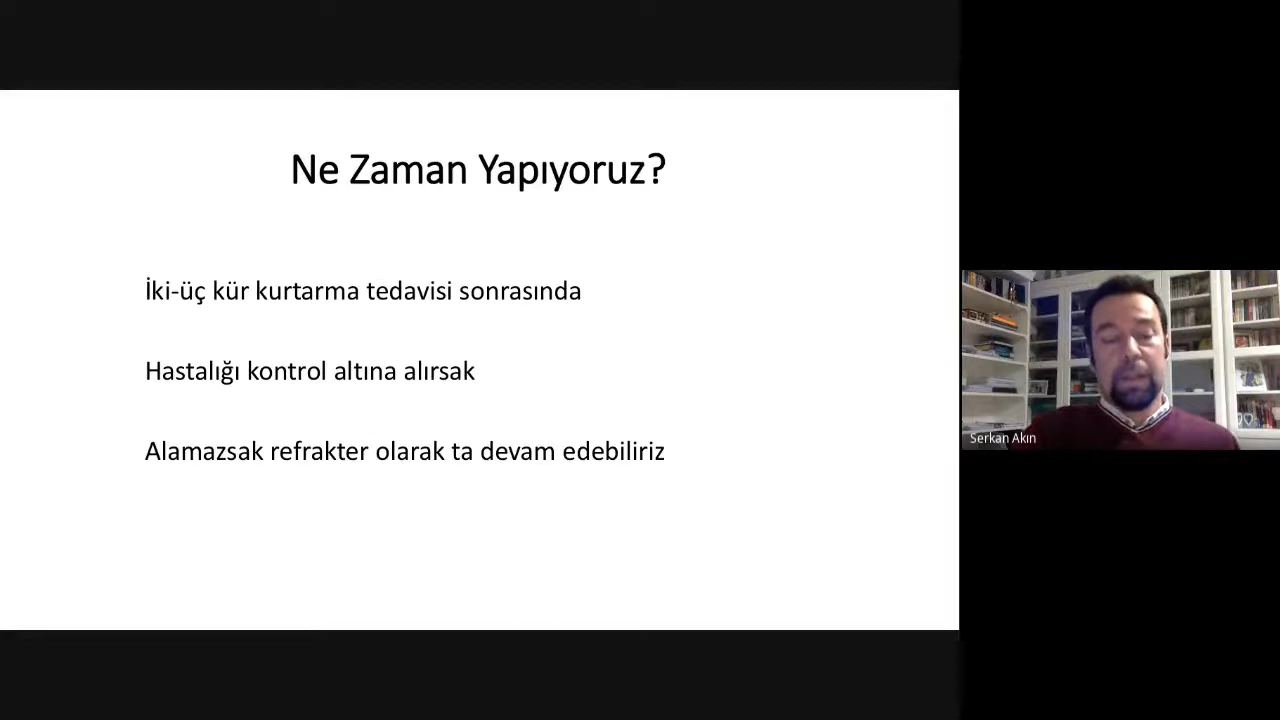 Ne Zaman Yapıyoruz?
İki-üç kür kurtarma tedavisi sonrasında
Hastalığı kontrol altına alırsak
Alamazsak refrakter olarak ta devam edebiliriz
Serkan Akın